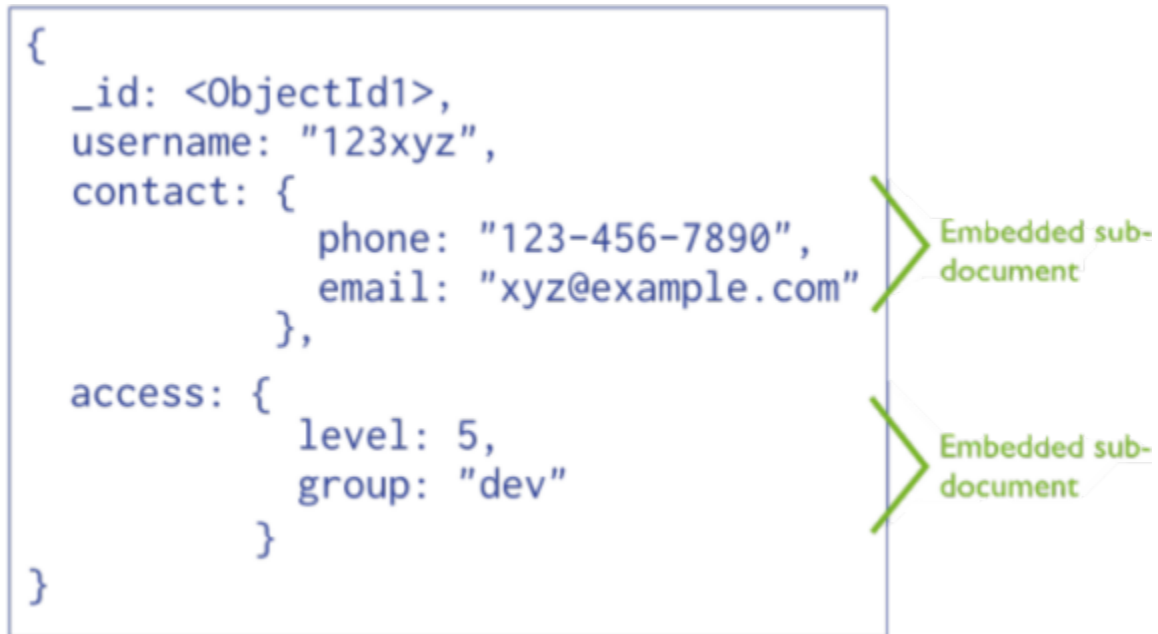 {
_id: <ObjectId1>,
username: "123xyz",
contact: {
phone: "123-456-7890",
email: "xyz@example.com"
},
access: {
level: 5,
group: "dev"
}
}
Embedded sub-
document
Embedded sub-
document